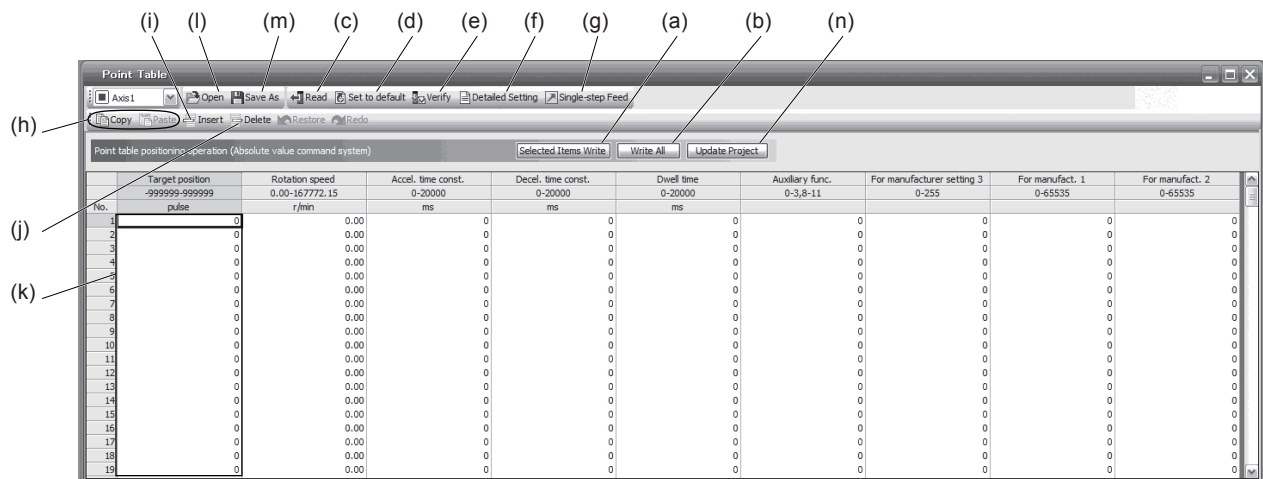 (i) (l) (m) (c) (d) (e) (f) (g) (a) (b) (n)
Point Table
Axis1 Open Save As Read Set to default Verify Detailed Setting Single-step Feed
(h) Copy Paste Insert Delete Restore Redo
Point table positioning operation (Absolute value command system) Selected Items Write Write All Update Project
Target position Rotation speed Accel. time const. Decel. time const. Dwell time Auxiliary func. For manufacturer setting 3 For manufact. 1 For manufact. 2
-999999-999999 0.00-167772.15 0-20000 0-20000 0-20000 0-3,8-11 0-255 0-65535 0-65535
No. pulse r/min ms ms ms
(j)
(k)
1 0 0.00 0 0 0 0 0 0 0
2 0 0.00 0 0 0 0 0 0 0
3 0 0.00 0 0 0 0 0 0 0
4 0 0.00 0 0 0 0 0 0 0
5 0 0.00 0 0 0 0 0 0 0
6 0 0.00 0 0 0 0 0 0 0
7 0 0.00 0 0 0 0 0 0 0
8 0 0.00 0 0 0 0 0 0 0
9 0 0.00 0 0 0 0 0 0 0
10 0 0.00 0 0 0 0 0 0 0
11 0 0.00 0 0 0 0 0 0 0
12 0 0.00 0 0 0 0 0 0 0
13 0 0.00 0 0 0 0 0 0 0
14 0 0.00 0 0 0 0 0 0 0
15 0 0.00 0 0 0 0 0 0 0
16 0 0.00 0 0 0 0 0 0 0
17 0 0.00 0 0 0 0 0 0 0
18 0 0.00 0 0 0 0 0 0 0
19 0 0.00 0 0 0 0 0 0 0